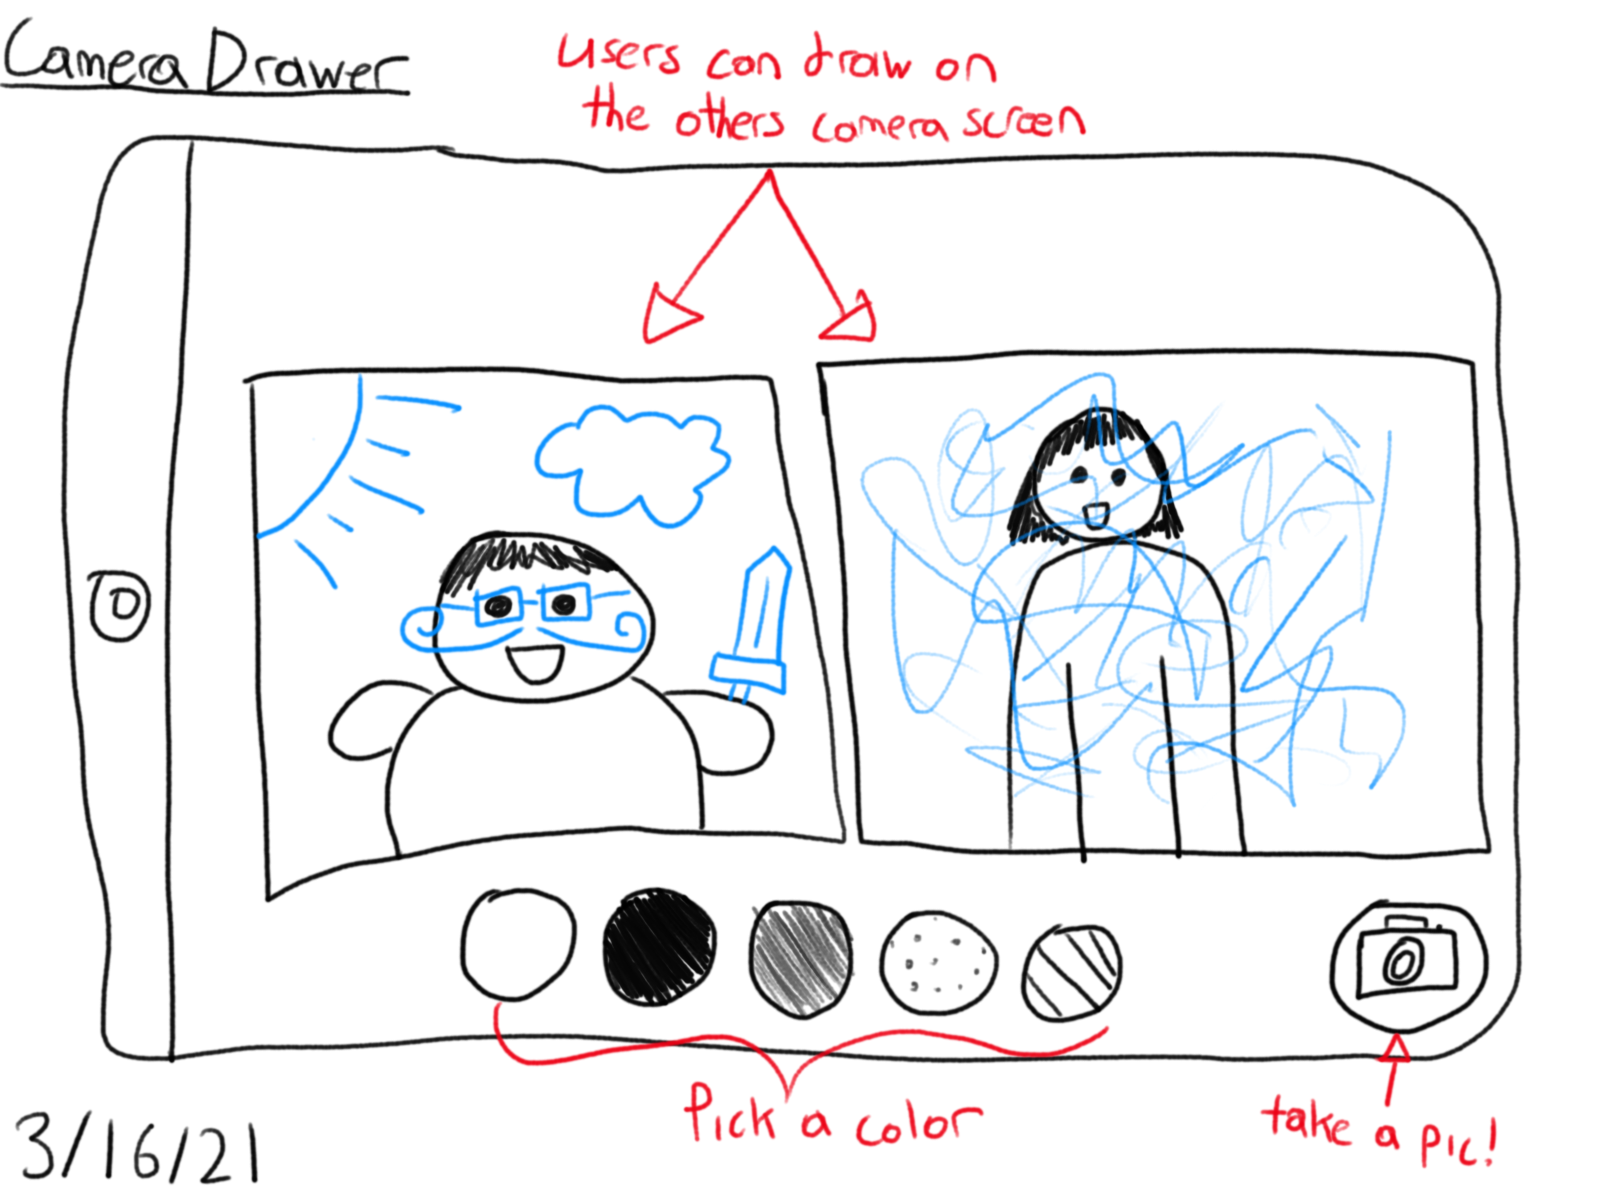 Camera Drawer
users can draw on
the others camera screen
Pick a color
take a pic!
3/16/21